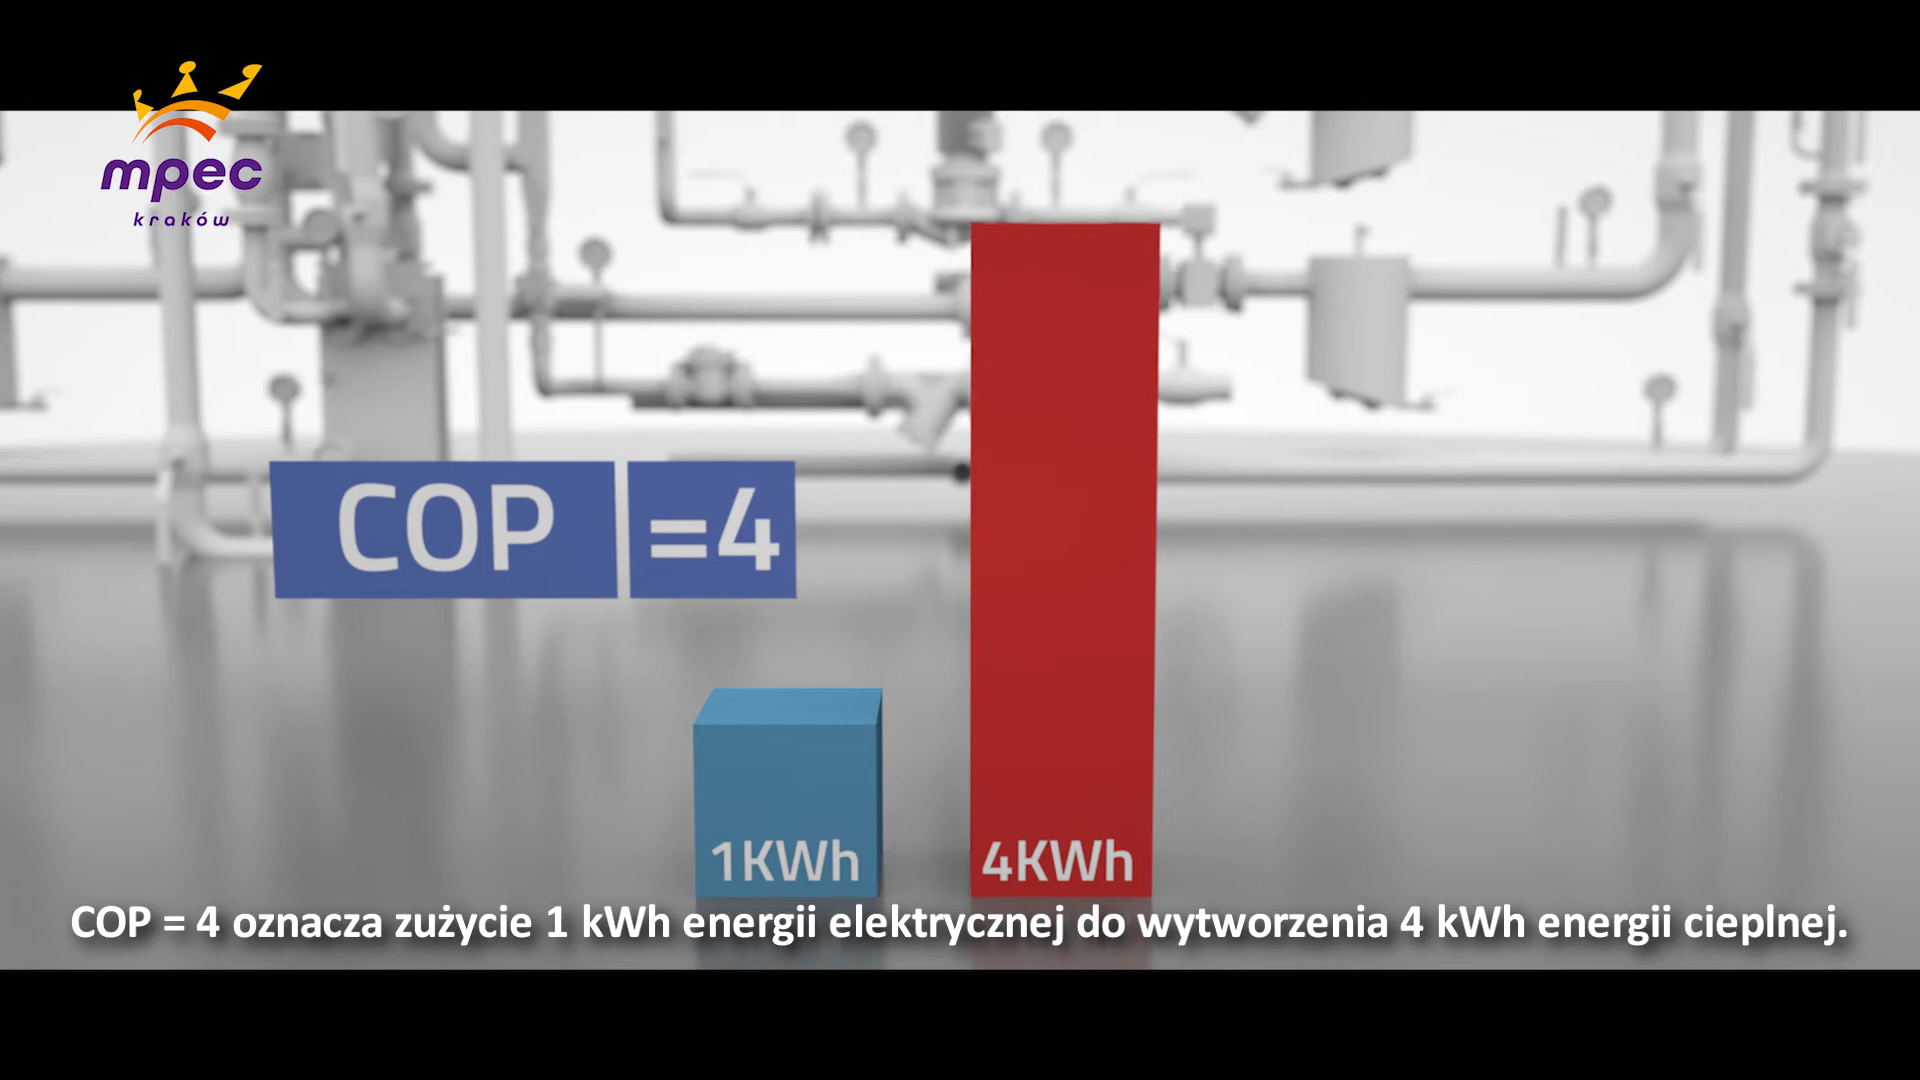 mpec
kraków
COP =4
1KWh
4KWh
COP = 4 oznacza zużycie 1 kWh energii elektrycznej do wytworzenia 4 kWh energii cieplnej.